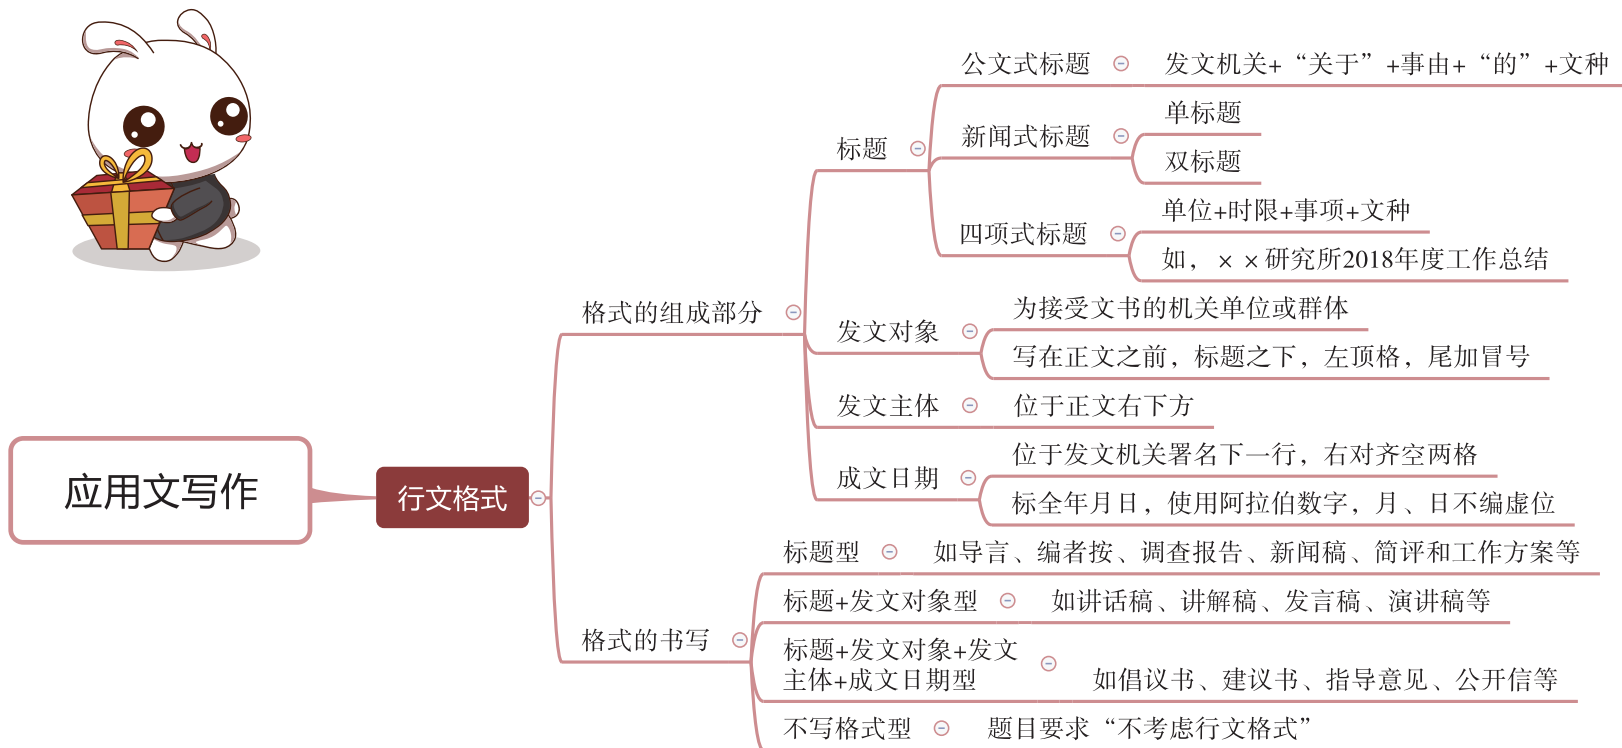 应用文写作
行文格式
格式的组成部分
标题
公文式标题
发文机关+“关于”+事由+“的”+文种
新闻式标题
单标题
双标题
四项式标题
单位+时限+事项+文种
如，××研究所2018年度工作总结
发文对象
为接受文书的机关单位或群体
写在正文之前，标题之下，左顶格，尾加冒号
发文主体
位于正文右下方
成文日期
位于发文机关署名下一行，右对齐空两格
标全年月日，使用阿拉伯数字，月、日不编虚位
格式的书写
标题型
如导言、编者按、调查报告、新闻稿、简评和工作方案等
标题+发文对象型
如讲话稿、讲解稿、发言稿、演讲稿等
标题+发文对象+发文
主体+成文日期型
如倡议书、建议书、指导意见、公开信等
不写格式型
题目要求“不考虑行文格式”